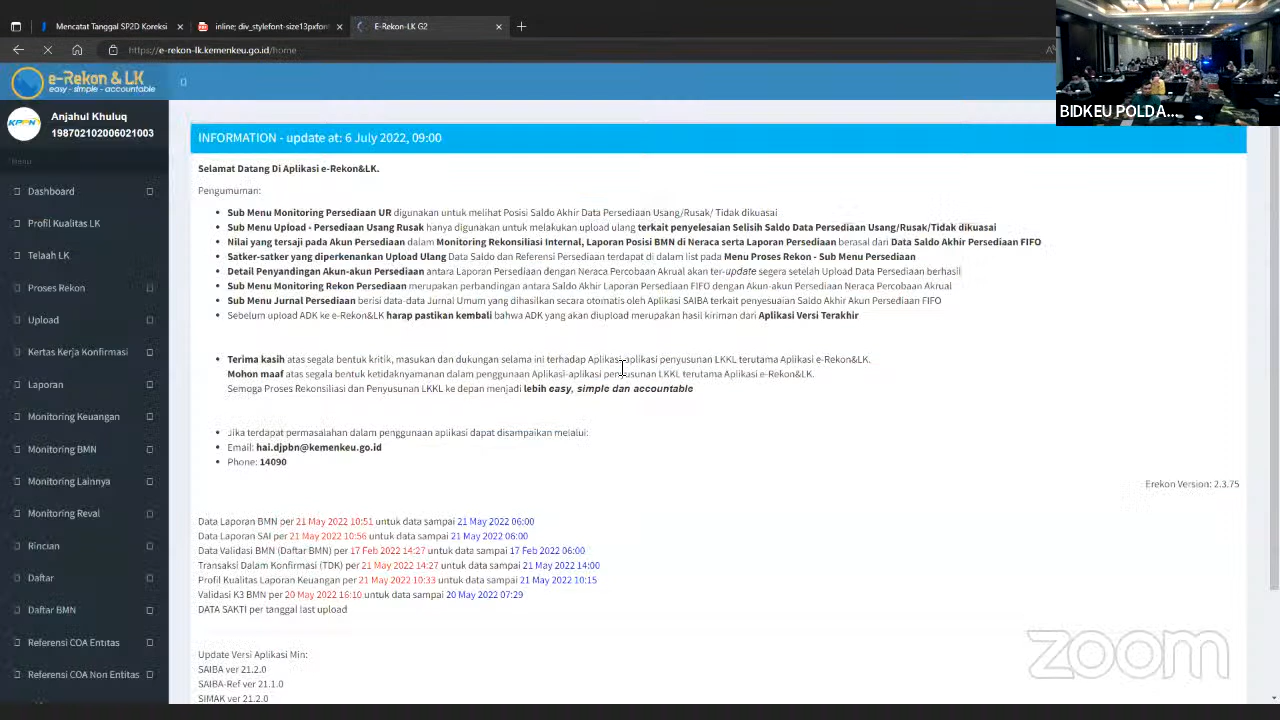 Mencatat Tanggal SP2D Koreksi
inline; div_stylefont-size13pxfom
E-Rekon-LK G2
https://e-rekon-lk.kemenkeu.go.id/home
e-Rekon & LK
easy - simple - accountable
BIDKEU POLDA...
KPPN
Anjahul Khuluq
198702102006021003
Menu
Dashboard
Profil Kualitas LK
Telaah LK
Proses Rekon
Upload
Kertas Kerja Konfirmasi
Laporan
Monitoring Keuangan
Monitoring BMN
Monitoring Lainnya
Monitoring Reval
Rincian
Daftar
Daftar BMN
Referensi COA Entitas
Referensi COA Non Entitas
INFORMATION - update at: 6 July 2022, 09:00
Selamat Datang Di Aplikasi e-Rekon&LK.
Pengumuman:
Sub Menu Monitoring Persediaan UR digunakan untuk melihat Posisi Saldo Akhir Data Persediaan Usang/Rusak/ Tidak dikuasai
Sub Menu Upload - Persediaan Usang Rusak hanya digunakan untuk melakukan upload ulang terkait penyelesaian Selisih Saldo Data Persediaan Usang/Rusak/Tidak dikuasai
Nilai yang tersaji pada Akun Persediaan dalam Monitoring Rekonsiliasi Internal, Laporan Posisi BMN di Neraca serta Laporan Persediaan berasal dari Data Saldo Akhir Persediaan FIFO
Satker-satker yang diperkenankan Upload Ulang Data Saldo dan Referensi Persediaan terdapat di dalam list pada Menu Proses Rekon - Sub Menu Persediaan
Detail Penyandingan Akun-akun Persediaan antara Laporan Persediaan dengan Neraca Percobaan Akrual akan ter-update segera setelah Upload Data Persediaan berhasil
Sub Menu Monitoring Rekon Persediaan merupakan perbandingan antara Saldo Akhir Laporan Persediaan FIFO dengan Akun-akun Persediaan Neraca Percobaan Akrual
Sub Menu Jurnal Persediaan berisi data-data Jurnal Umum yang dihasilkan secara otomatis oleh Aplikasi SAIBA terkait penyesuaian Saldo Akhir Akun Persediaan FIFO
Sebelum upload ADK ke e-Rekon&LK harap pastikan kembali bahwa ADK yang akan diupload merupakan hasil kiriman dari Aplikasi Versi Terakhir
Terima kasih atas segala bentuk kritik, masukan dan dukungan selama ini terhadap Aplikasi-aplikasi penyusunan LKKL terutama Aplikasi e-Rekon&LK.
Mohon maaf atas segala bentuk ketidaknyamanan dalam penggunaan Aplikasi-aplikasi penyusunan LKKL terutama Aplikasi e-Rekon&LK.
Semoga Proses Rekonsiliasi dan Penyusunan LKKL ke depan menjadi lebih easy, simple dan accountable
Jika terdapat permasalahan dalam penggunaan aplikasi dapat disampaikan melalui:
Email: hai.djpbn@kemenkeu.go.id
Phone: 14090
Erekon Version: 2.3.75
Data Laporan BMN per 21 May 2022 10:51 untuk data sampai 21 May 2022 06:00
Data Laporan SAI per 21 May 2022 10:56 untuk data sampai 21 May 2022 06:00
Data Validasi BMN (Daftar BMN) per 17 Feb 2022 14:27 untuk data sampai 17 Feb 2022 06:00
Transaksi Dalam Konfirmasi (TDK) per 21 May 2022 14:27 untuk data sampai 21 May 2022 14:00
Profil Kualitas Laporan Keuangan per 21 May 2022 10:33 untuk data sampai 21 May 2022 10:15
Validasi K3 BMN per 20 May 2022 16:10 untuk data sampai 20 May 2022 07:29
DATA SAKTI per tanggal last upload
Update Versi Aplikasi Min:
SAIBA ver 21.2.0
SAIBA-Ref ver 21.1.0
SIMAK ver 21.2.0
zoom